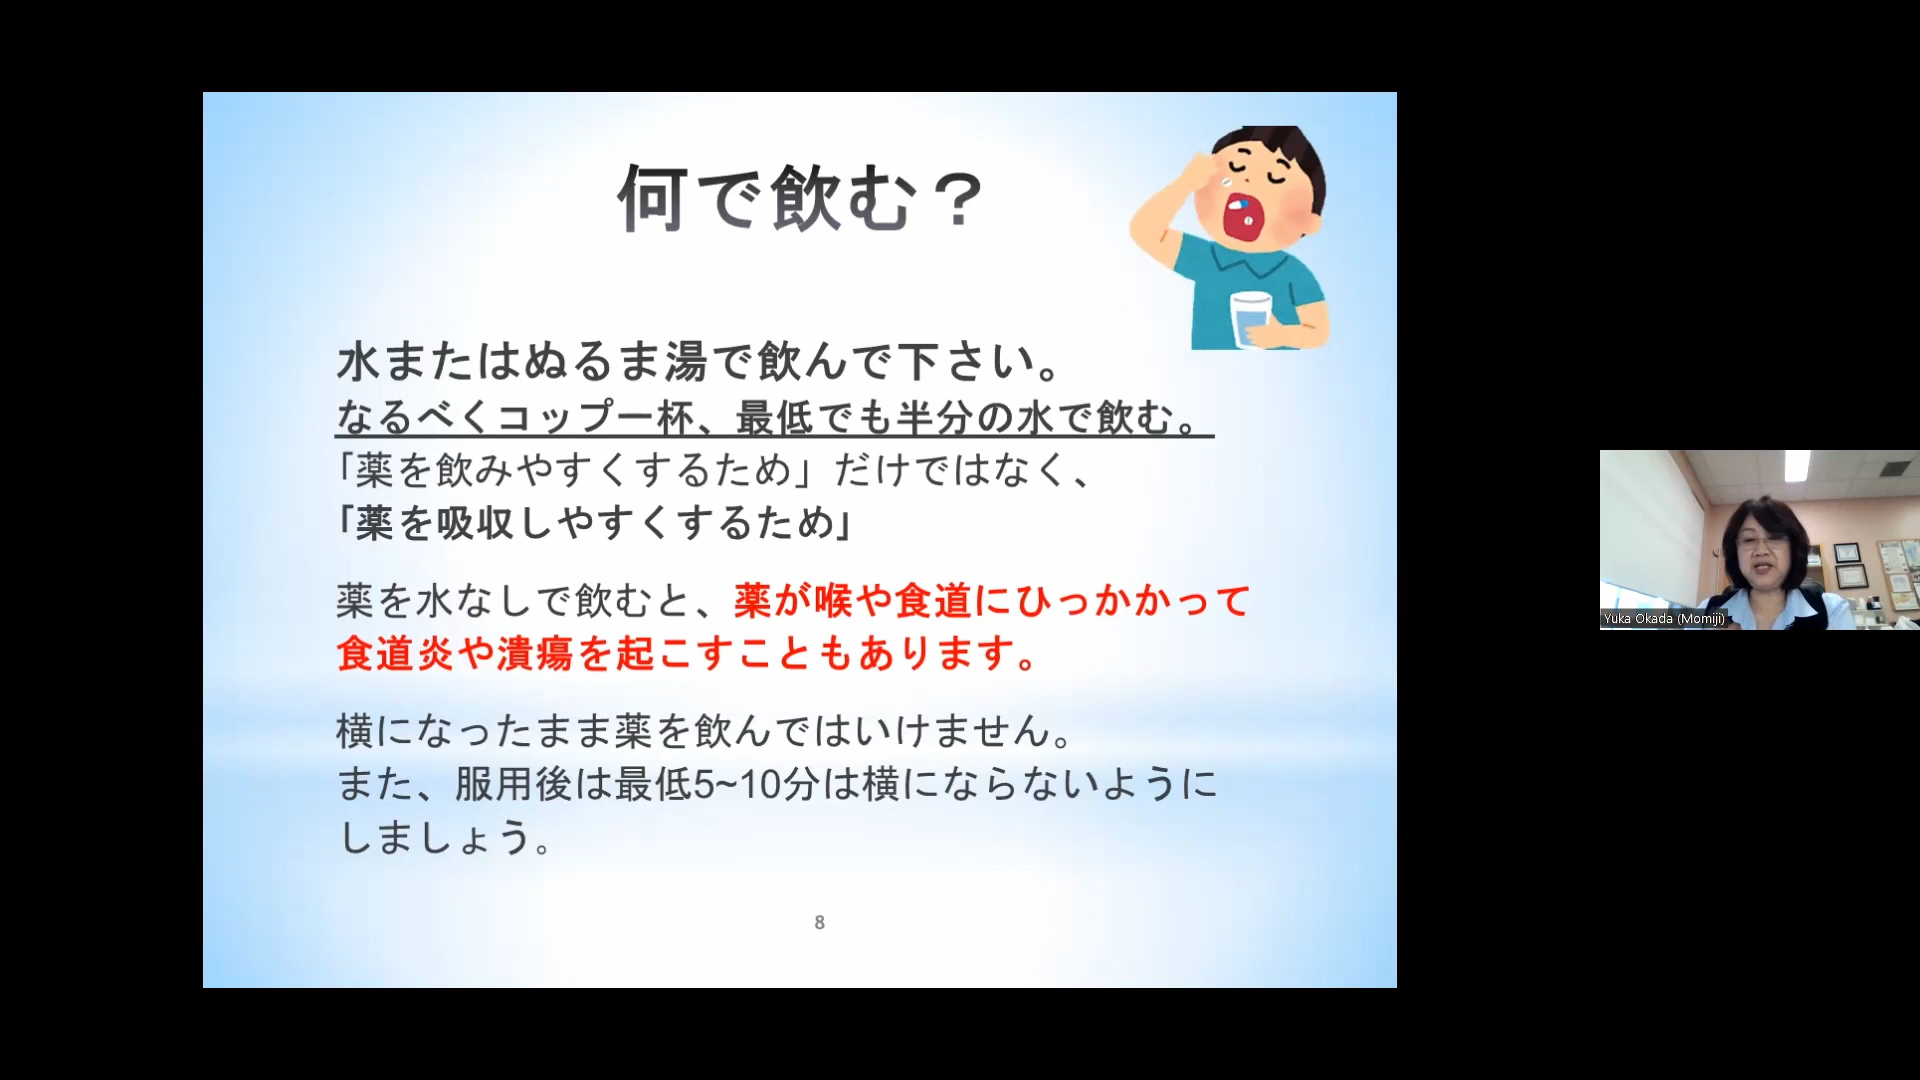 何で飲む？
水またはぬるま湯で飲んで下さい。
なるべくコップ一杯、最低でも半分の水で飲む。
「薬を飲みやすくするため」だけではなく、
「薬を吸収しやすくするため」
薬を水なしで飲むと、薬が喉や食道にひっかかって
食道炎や潰瘍を起こすこともあります。
横になったまま薬を飲んではいけません。
また、服用後は最低5~10分は横にならないように
しましょう。
8
Yuka Okada (Momiji)